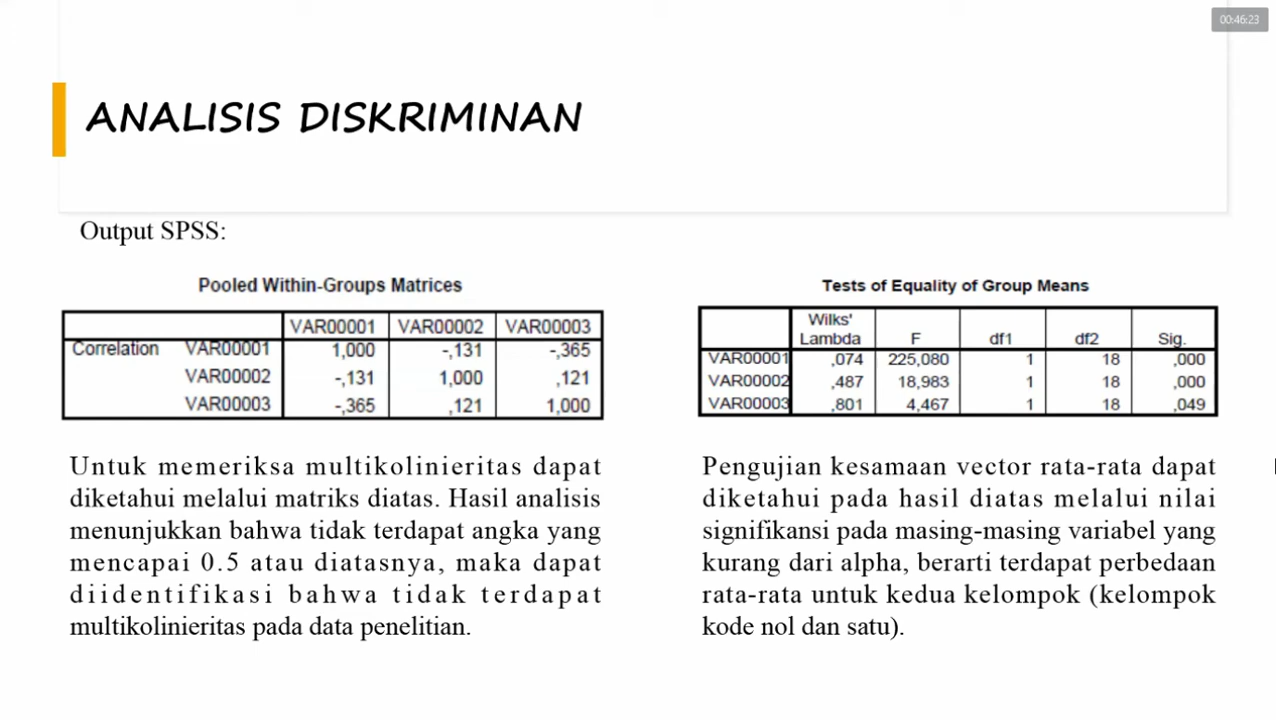 00:46:23
ANALISIS DISKRIMINAN
Output SPSS:
Pooled Within-Groups Matrices
VAR00001 VAR00002 VAR00003
Correlation VAR00001 1,000 -,131 -,365
VAR00002 -,131 1,000 ,121
VAR00003 -,365 ,121 1,000
Untuk memeriksa multikolinieritas dapat
diketahui melalui matriks diatas. Hasil analisis
menunjukkan bahwa tidak terdapat angka yang
mencapai 0.5 atau diatasnya, maka dapat
diidentifikasi bahwa tidak terdapat
multikolinieritas pada data penelitian.
Tests of Equality of Group Means
Wilks'
Lambda F df1 df2 Sig.
VAR00001 ,074 225,080 1 18 ,000
VAR00002 ,487 18,983 1 18 ,000
VAR00003 ,801 4,467 1 18 ,049
Pengujian kesamaan vector rata-rata dapat
diketahui pada hasil diatas melalui nilai
signifikansi pada masing-masing variabel yang
kurang dari alpha, berarti terdapat perbedaan
rata-rata untuk kedua kelompok (kelompok
kode nol dan satu).